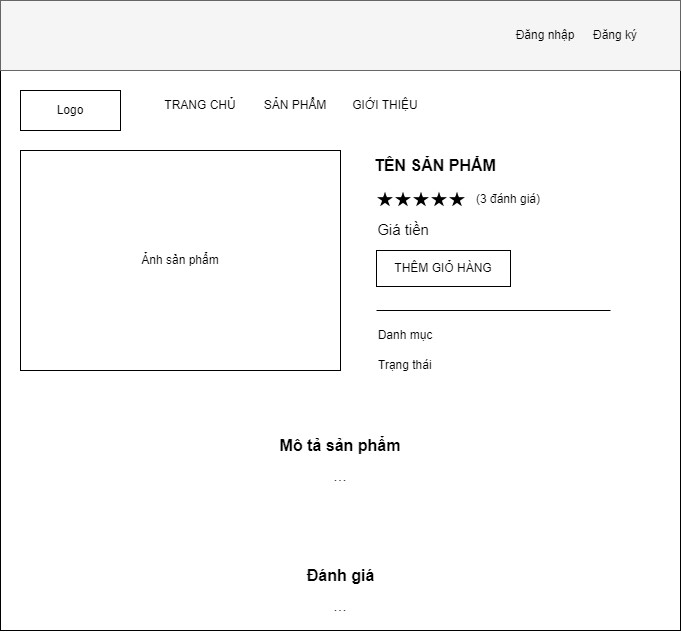 Đăng nhập Đăng ký
Logo TRANG CHỦ SẢN PHẨM GIỚI THIỆU
Ảnh sản phẩm
TÊN SẢN PHẨM
★★★★★ (3 đánh giá)
Giá tiền
THÊM GIỎ HÀNG
Danh mục
Trạng thái
Mô tả sản phẩm
...
Đánh giá
...